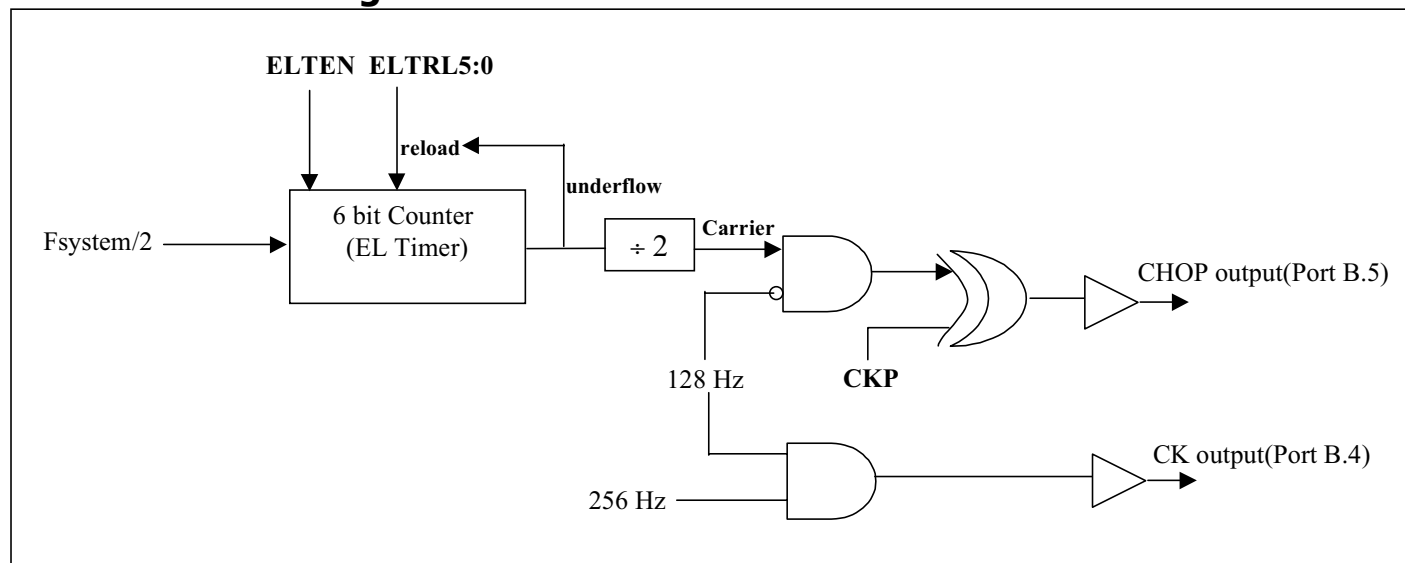 ELTEN ELTRL5:0
reload
underflow
6 bit Counter
(EL Timer)
Fsystem/2
÷ 2
Carrier
CHOP output(Port B.5)
128 Hz
CKP
CK output(Port B.4)
256 Hz